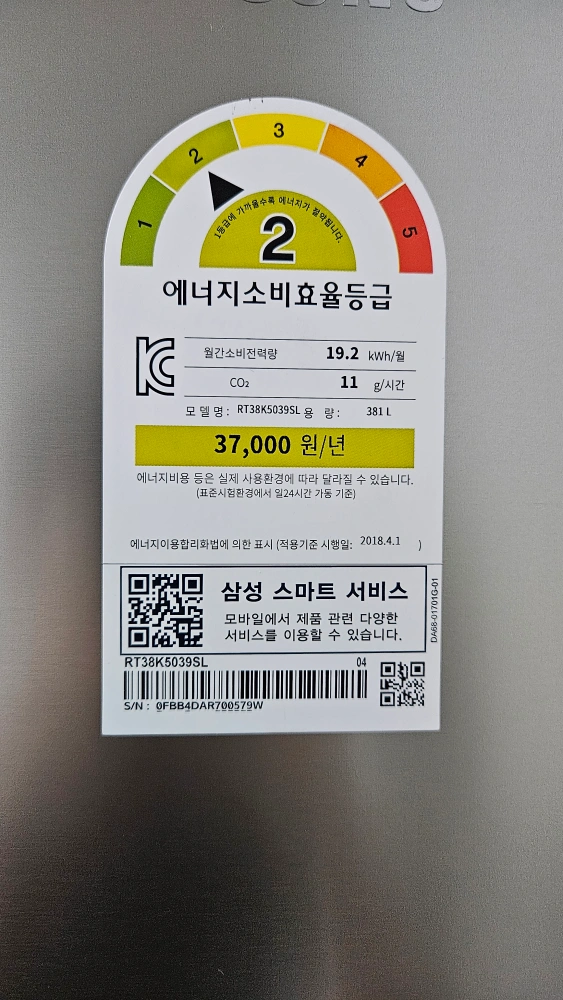 1
2
3
4
5
1등급에 가까울수록 에너지가 절약됩니다.
2
에너지소비효율등급
월간소비전력량 19.2 kWh/월
CO₂ 11 g/시간
모델명: RT38K5039SL 용 량: 381 L
37,000 원/년
에너지비용 등은 실제 사용환경에 따라 달라질 수 있습니다.
(표준시험환경에서 일24시간 가동 기준)
에너지이용합리화법에 의한 표시 (적용기준 시행일: 2018.4.1 )
삼성 스마트 서비스
모바일에서 제품 관련 다양한
서비스를 이용할 수 있습니다.
DA68-01701G-01
RT38K5039SL 04
S/N : 0FBB4DAR700579W